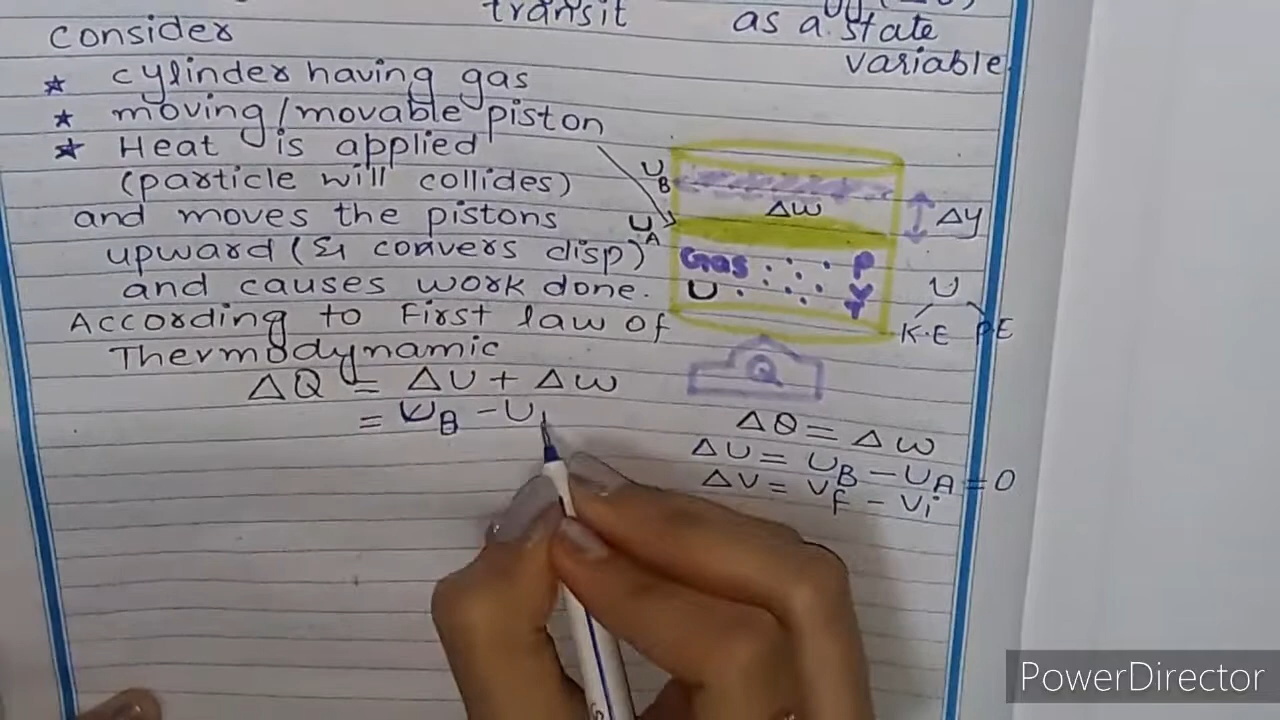 transit
as a state
variable
consider
★ cylinder having gas
★ moving/movable piston
★ Heat is applied
(particle will collides)
and moves the pistons
upward (& convers disp)
and causes work done.
According to First law of
Thermodynamic
ΔQ = ΔU + Δw
= UB - U
UB
Δw
UA
Δy
Gas
P
U
V
T
U
K.E
P.E
Q
ΔQ = Δw
ΔU = UB - UA = 0
ΔV = Vf - Vi
PowerDirector